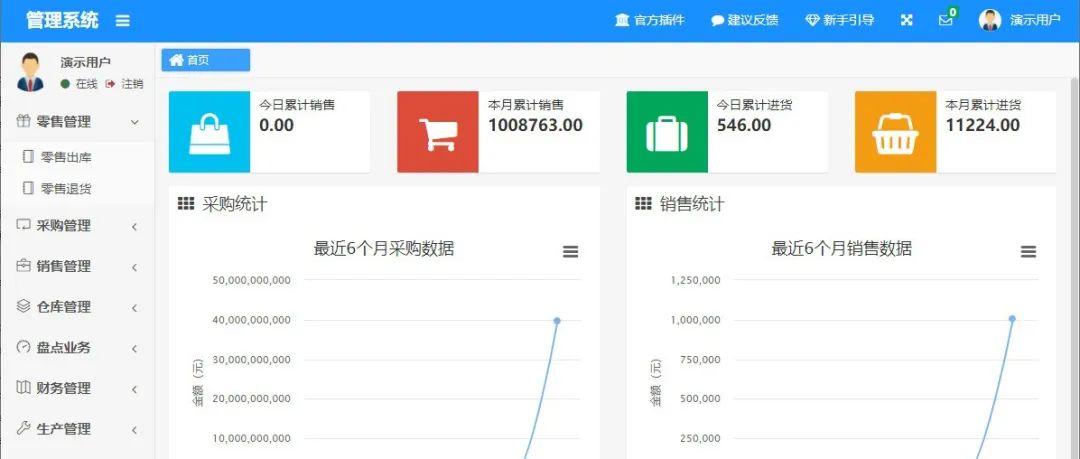 管理系统
官方插件 建议反馈 新手引导 0 演示用户
演示用户
在线 注销
首页
今日累计销售
0.00
本月累计销售
1008763.00
今日累计进货
546.00
本月累计进货
11224.00
零售管理
零售出库
零售退货
采购管理
销售管理
仓库管理
盘点业务
财务管理
生产管理
采购统计
最近6个月采购数据
50,000,000,000
40,000,000,000
30,000,000,000
20,000,000,000
10,000,000,000
金额（元）
销售统计
最近6个月销售数据
1,250,000
1,000,000
750,000
500,000
250,000
金额（元）